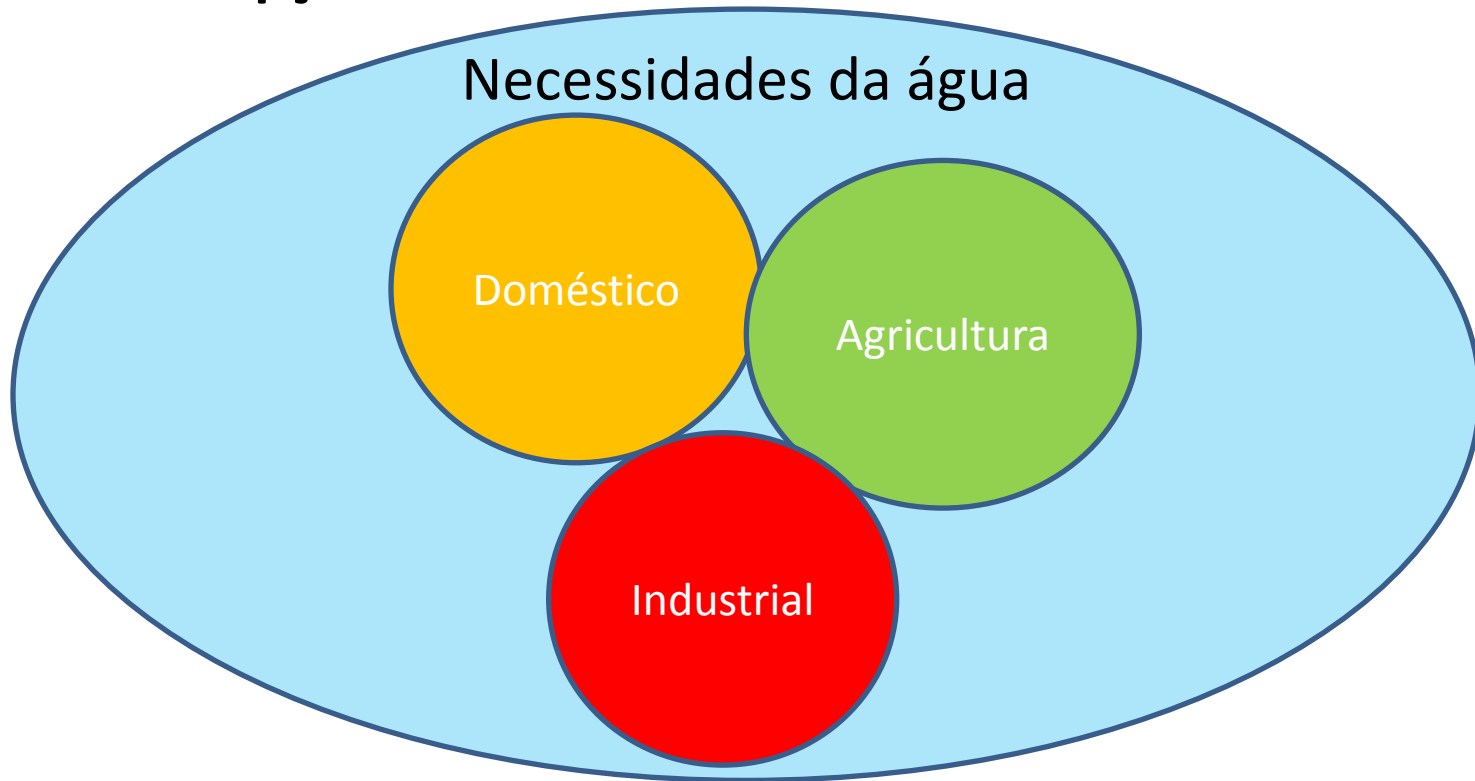 Necessidades da água
Doméstico
Agricultura
Industrial